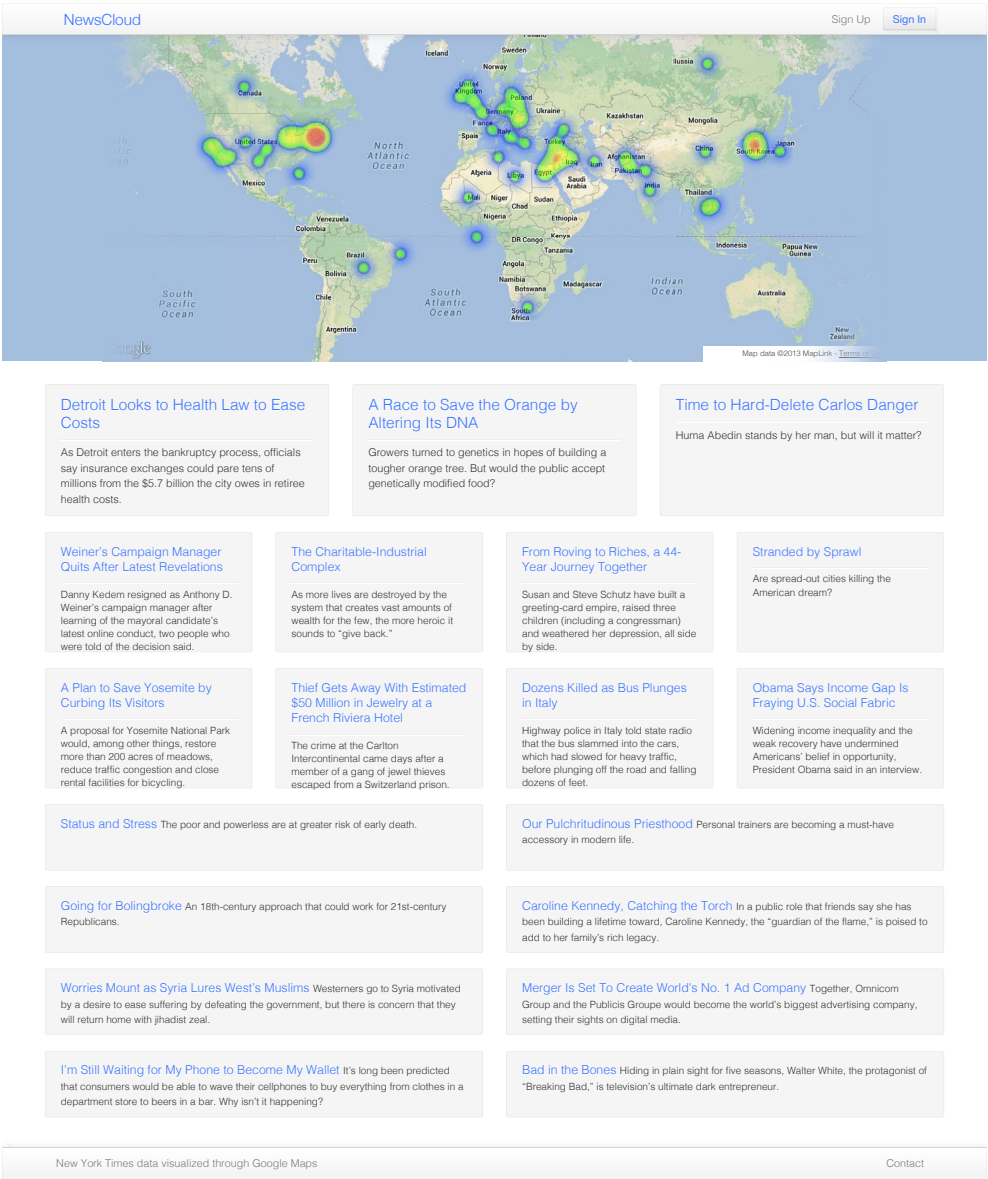 NewsCloud
Sign Up
Sign In
Iceland
Sweden
Norway
Russia
Canada
United
Kingdom
Poland
Germany
Ukraine
Kazakhstan
Mongolia
France
Italy
Spain
Turkey
United States
North
Atlantic
Ocean
China
South Korea
Japan
Iraq
Iran
Afghanistan
Pakistan
Algeria
Libya
Egypt
Saudi
Arabia
India
Mexico
Mali
Niger
Chad
Sudan
Thailand
Nigeria
Ethiopia
Venezuela
Colombia
DR Congo
Kenya
Tanzania
Indonesia
Papua New
Guinea
Brazil
Peru
Bolivia
Angola
Namibia
Botswana
Madagascar
South
Pacific
Ocean
South
Atlantic
Ocean
Indian
Ocean
Chile
South
Africa
Australia
Argentina
New
Zealand
Map data ©2013 MapLink - Terms of
Detroit Looks to Health Law to Ease
Costs
As Detroit enters the bankruptcy process, officials
say insurance exchanges could pare tens of
millions from the $5.7 billion the city owes in retiree
health costs.
A Race to Save the Orange by
Altering Its DNA
Growers turned to genetics in hopes of building a
tougher orange tree. But would the public accept
genetically modified food?
Time to Hard-Delete Carlos Danger
Huma Abedin stands by her man, but will it matter?
Weiner's Campaign Manager
Quits After Latest Revelations
Danny Kedem resigned as Anthony D.
Weiner's campaign manager after
learning of the mayoral candidate's
latest online conduct, two people who
were told of the decision said.
The Charitable-Industrial
Complex
As more lives are destroyed by the
system that creates vast amounts of
wealth for the few, the more heroic it
sounds to “give back.”
From Roving to Riches, a 44-
Year Journey Together
Susan and Steve Schutz have built a
greeting-card empire, raised three
children (including a congressman)
and weathered her depression, all side
by side.
Stranded by Sprawl
Are spread-out cities killing the
American dream?
A Plan to Save Yosemite by
Curbing Its Visitors
A proposal for Yosemite National Park
would, among other things, restore
more than 200 acres of meadows,
reduce traffic congestion and close
rental facilities for bicycling.
Thief Gets Away With Estimated
$50 Million in Jewelry at a
French Riviera Hotel
The crime at the Carlton
Intercontinental came days after a
member of a gang of jewel thieves
escaped from a Switzerland prison.
Dozens Killed as Bus Plunges
in Italy
Highway police in Italy told state radio
that the bus slammed into the cars,
which had slowed for heavy traffic,
before plunging off the road and falling
dozens of feet.
Obama Says Income Gap Is
Fraying U.S. Social Fabric
Widening income inequality and the
weak recovery have undermined
Americans' belief in opportunity,
President Obama said in an interview.
Status and Stress The poor and powerless are at greater risk of early death.
Our Pulchritudinous Priesthood Personal trainers are becoming a must-have
accessory in modern life.
Going for Bolingbroke An 18th-century approach that could work for 21st-century
Republicans.
Caroline Kennedy, Catching the Torch In a public role that friends say she has
been building a lifetime toward, Caroline Kennedy, the “guardian of the flame,” is poised to
add to her family's rich legacy.
Worries Mount as Syria Lures West's Muslims Westerners go to Syria motivated
by a desire to ease suffering by defeating the government, but there is concern that they
will return home with jihadist zeal.
Merger Is Set To Create World's No. 1 Ad Company Together, Omnicom
Group and the Publicis Groupe would become the world's biggest advertising company,
setting their sights on digital media.
I'm Still Waiting for My Phone to Become My Wallet It's long been predicted
that consumers would be able to wave their cellphones to buy everything from clothes in a
department store to beers in a bar. Why isn't it happening?
Bad in the Bones Hiding in plain sight for five seasons, Walter White, the protagonist of
“Breaking Bad,” is television's ultimate dark entrepreneur.
New York Times data visualized through Google Maps
Contact